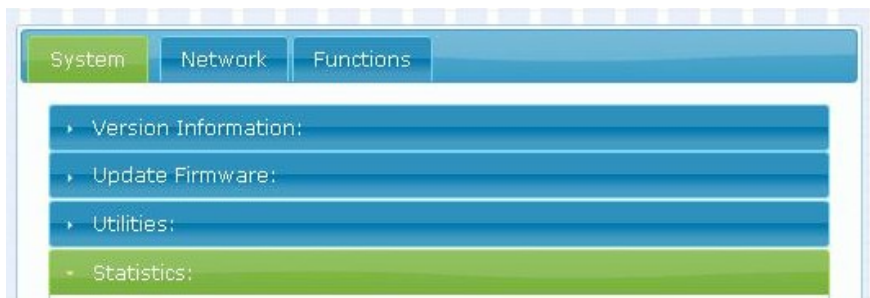 System Network Functions
Version Information:
Update Firmware:
Utilities:
Statistics: